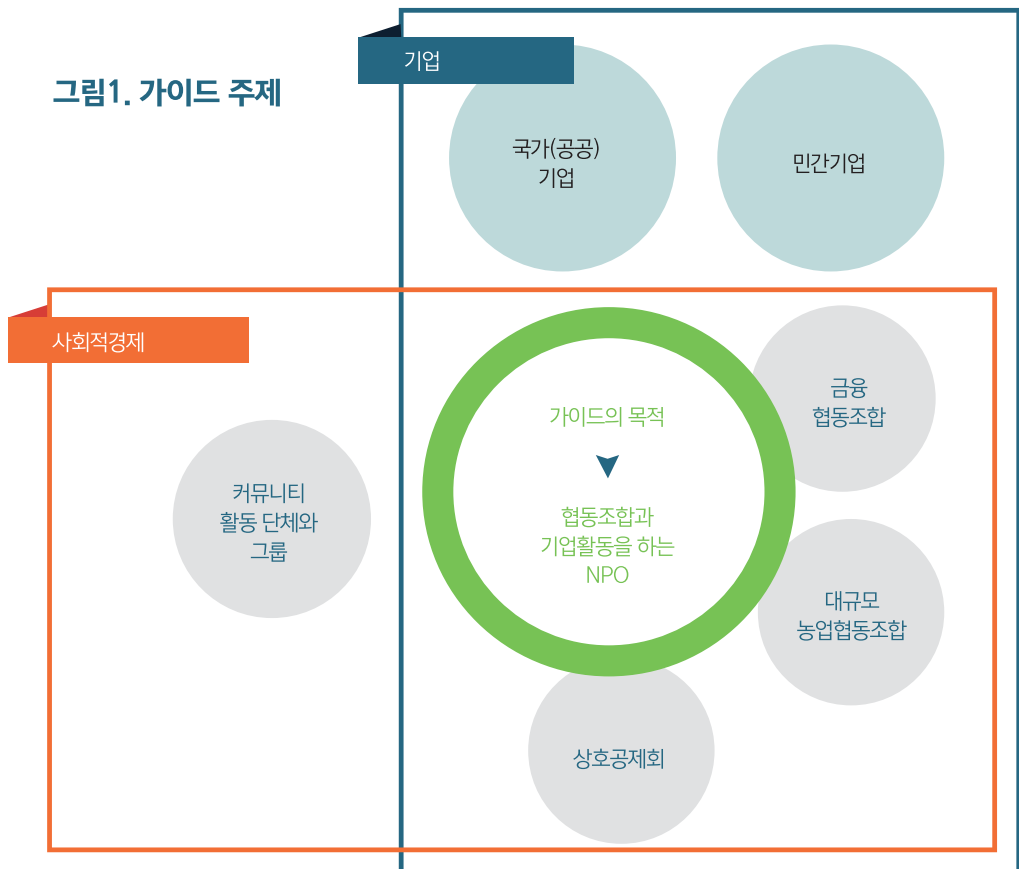 그림1. 가이드 주제
기업
국가(공공)
기업
민간기업
사회적경제
가이드의 목적
협동조합과
기업활동을 하는
NPO
금융
협동조합
커뮤니티
활동 단체와
그룹
대규모
농업협동조합
상호공제회